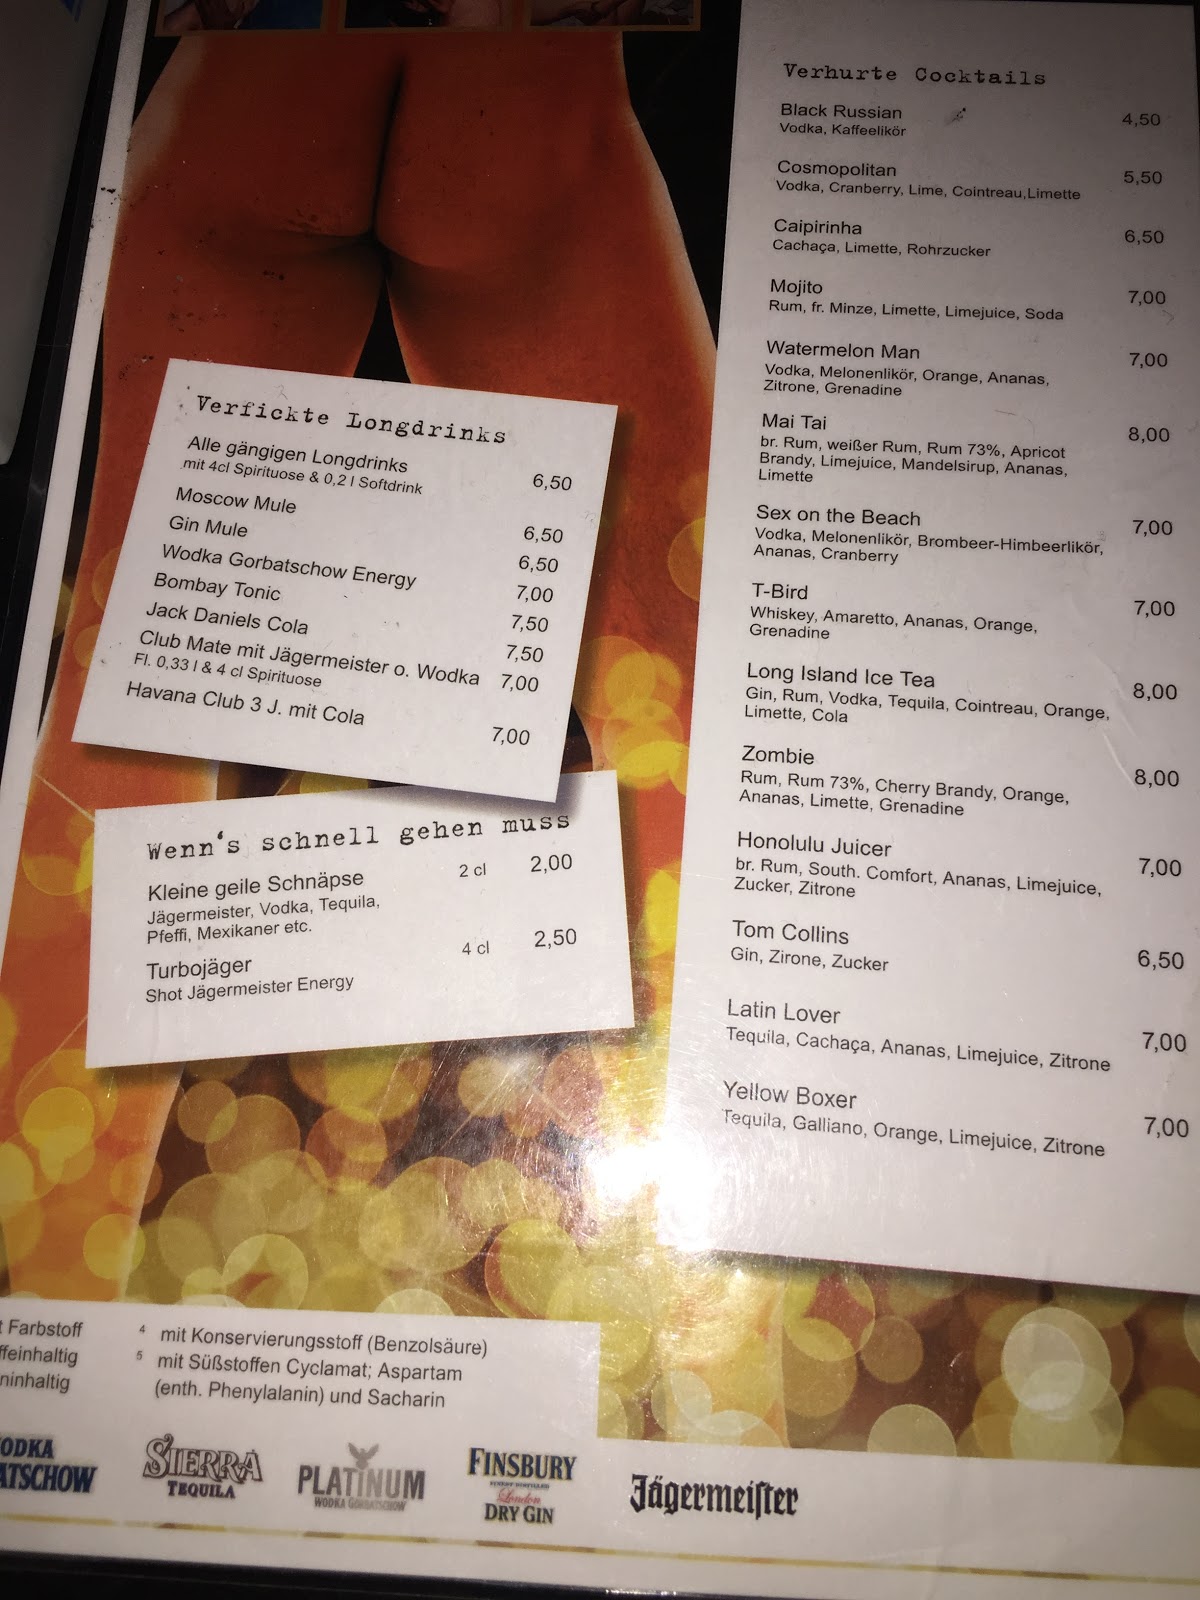 Verfickte Longdrinks
Alle gängigen Longdrinks
mit 4cl Spirituose & 0,2 l Softdrink 6,50
Moscow Mule 6,50
Gin Mule 6,50
Wodka Gorbatschow Energy 7,00
Bombay Tonic 7,50
Jack Daniels Cola 7,50
Club Mate mit Jägermeister o. Wodka 7,00
Fl. 0,33 l & 4 cl Spirituose
Havana Club 3 J. mit Cola 7,00
Wenn's schnell gehen muss
Kleine geile Schnäpse 2 cl 2,00
Jägermeister, Vodka, Tequila,
Pfeffi, Mexikaner etc.
Turbojäger 4 cl 2,50
Shot Jägermeister Energy
Verhurte Cocktails
Black Russian 4,50
Vodka, Kaffeelikör
Cosmopolitan 5,50
Vodka, Cranberry, Lime, Cointreau,Limette
Caipirinha 6,50
Cachaça, Limette, Rohrzucker
Mojito 7,00
Rum, fr. Minze, Limette, Limejuice, Soda
Watermelon Man 7,00
Vodka, Melonenlikör, Orange, Ananas,
Zitrone, Grenadine
Mai Tai 8,00
br. Rum, weißer Rum, Rum 73%, Apricot
Brandy, Limejuice, Mandelsirup, Ananas,
Limette
Sex on the Beach 7,00
Vodka, Melonenlikör, Brombeer-Himbeerlikör,
Ananas, Cranberry
T-Bird 7,00
Whiskey, Amaretto, Ananas, Orange,
Grenadine
Long Island Ice Tea 8,00
Gin, Rum, Vodka, Tequila, Cointreau, Orange,
Limette, Cola
Zombie 8,00
Rum, Rum 73%, Cherry Brandy, Orange,
Ananas, Limette, Grenadine
Honolulu Juicer 7,00
br. Rum, South. Comfort, Ananas, Limejuice,
Zucker, Zitrone
Tom Collins 6,50
Gin, Zirone, Zucker
Latin Lover 7,00
Tequila, Cachaça, Ananas, Limejuice, Zitrone
Yellow Boxer 7,00
Tequila, Galliano, Orange, Limejuice, Zitrone
t Farbstoff
ffeinhaltig
ninhaltig
4 mit Konservierungsstoff (Benzolsäure)
5 mit Süßstoffen Cyclamat; Aspartam
(enth. Phenylalanin) und Sacharin
ODKA
ATSCHOW
SIERRA
TEQUILA
PLATINUM
WODKA GORBATSCHOW
FINSBURY
London
DRY GIN
Jägermeister